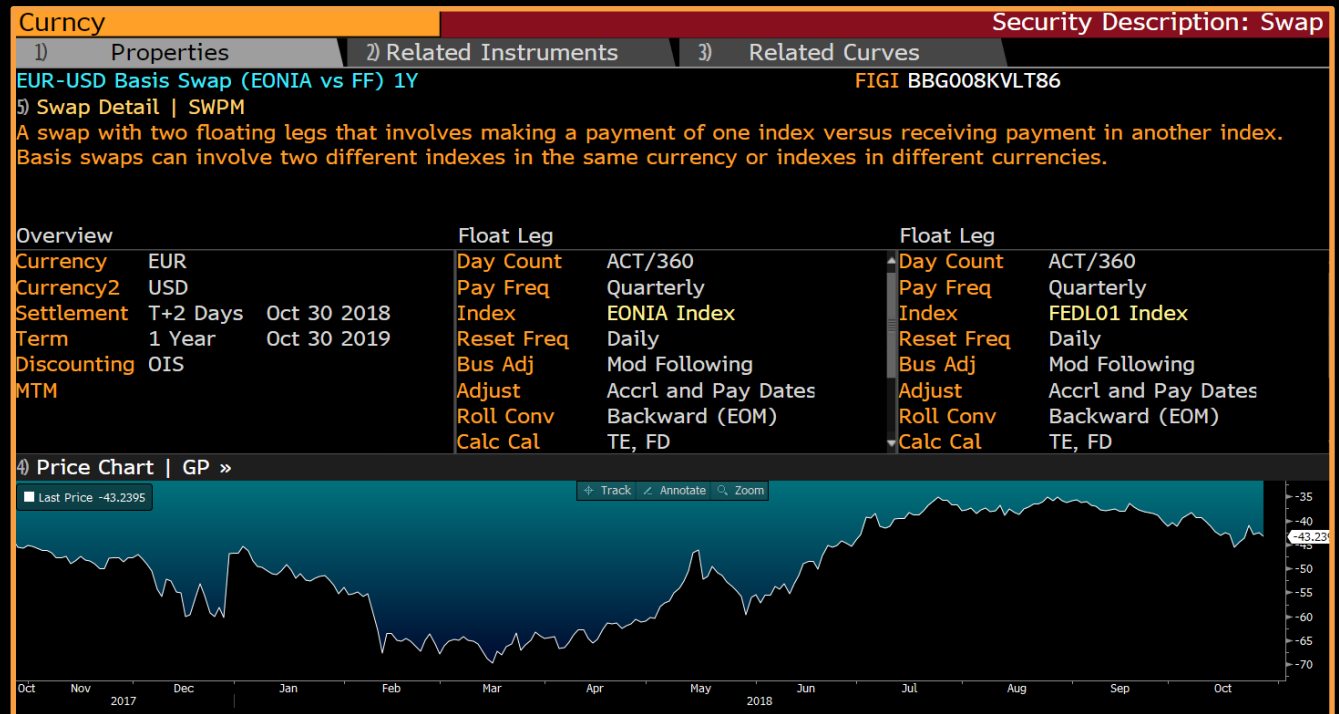 Curncy Security Description: Swap
1) Properties 2) Related Instruments 3) Related Curves
EUR-USD Basis Swap (EONIA vs FF) 1Y FIGI BBG008KVLT86
5) Swap Detail | SWPM
A swap with two floating legs that involves making a payment of one index versus receiving payment in another index.
Basis swaps can involve two different indexes in the same currency or indexes in different currencies.
Overview Float Leg Float Leg
Currency EUR Day Count ACT/360 Day Count ACT/360
Currency2 USD Pay Freq Quarterly Pay Freq Quarterly
Settlement T+2 Days Oct 30 2018 Index EONIA Index Index FEDL01 Index
Term 1 Year Oct 30 2019 Reset Freq Daily Reset Freq Daily
Discounting OIS Bus Adj Mod Following Bus Adj Mod Following
MTM Adjust Accrl and Pay Dates Adjust Accrl and Pay Dates
Roll Conv Backward (EOM) Roll Conv Backward (EOM)
Calc Cal TE, FD Calc Cal TE, FD
4) Price Chart | GP »
Last Price -43.2395 Track Annotate Zoom
-35
-40
-43.239
-45
-50
-55
-60
-65
-70
Oct Nov Dec Jan Feb Mar Apr May Jun Jul Aug Sep Oct
2017 2018